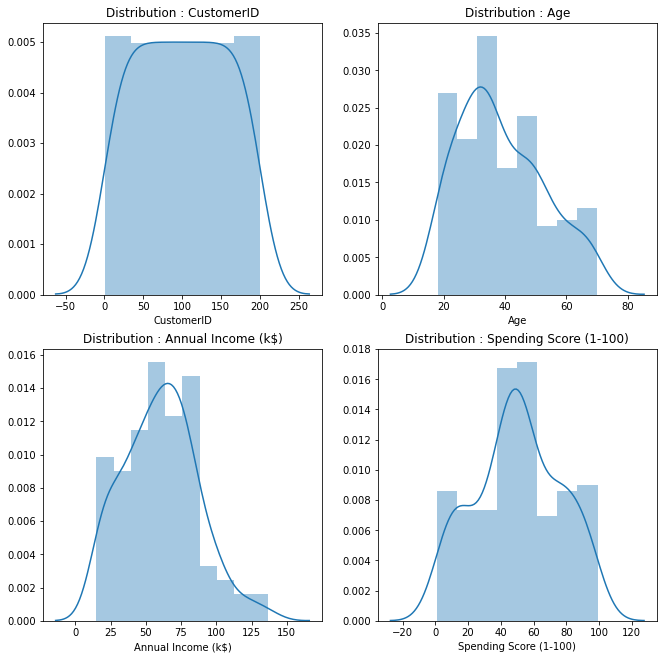 Distribution : CustomerID
0.005
0.004
0.003
0.002
0.001
0.000
−50 0 50 100 150 200 250
CustomerID
Distribution : Age
0.035
0.030
0.025
0.020
0.015
0.010
0.005
0.000
0 20 40 60 80
Age
Distribution : Annual Income (k$)
0.016
0.014
0.012
0.010
0.008
0.006
0.004
0.002
0.000
0 25 50 75 100 125 150
Annual Income (k$)
Distribution : Spending Score (1-100)
0.018
0.016
0.014
0.012
0.010
0.008
0.006
0.004
0.002
0.000
−20 0 20 40 60 80 100 120
Spending Score (1-100)